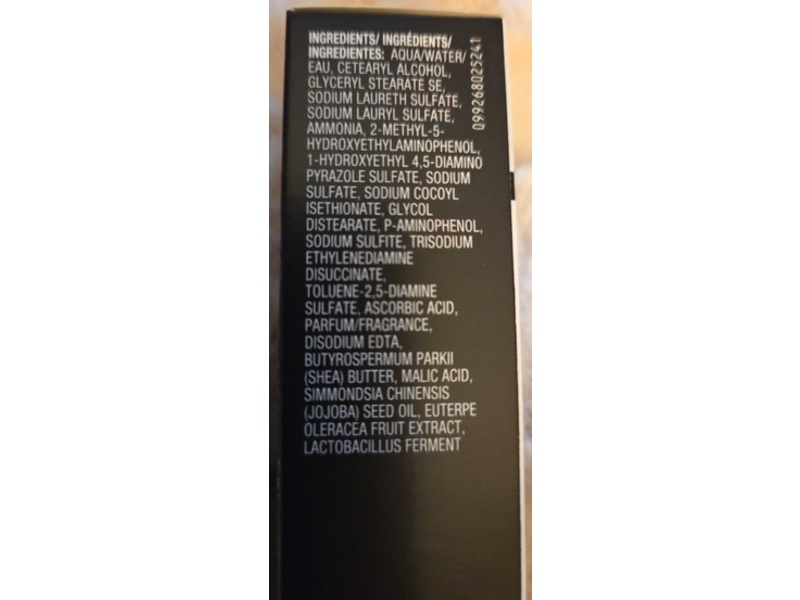 INGREDIENTS/ INGRÉDIENTS/
INGREDIENTES: AQUA/WATER/
EAU, CETEARYL ALCOHOL,
GLYCERYL STEARATE SE,
SODIUM LAURETH SULFATE,
SODIUM LAURYL SULFATE,
AMMONIA, 2-METHYL-5-
HYDROXYETHYLAMINOPHENOL,
1-HYDROXYETHYL 4,5-DIAMINO
PYRAZOLE SULFATE, SODIUM
SULFATE, SODIUM COCOYL
ISETHIONATE, GLYCOL
DISTEARATE, P-AMINOPHENOL,
SODIUM SULFITE, TRISODIUM
ETHYLENEDIAMINE
DISUCCINATE,
TOLUENE-2,5-DIAMINE
SULFATE, ASCORBIC ACID,
PARFUM/FRAGRANCE,
DISODIUM EDTA,
BUTYROSPERMUM PARKII
(SHEA) BUTTER, MALIC ACID,
SIMMONDSIA CHINENSIS
(JOJOBA) SEED OIL, EUTERPE
OLERACEA FRUIT EXTRACT,
LACTOBACILLUS FERMENT
099268025241